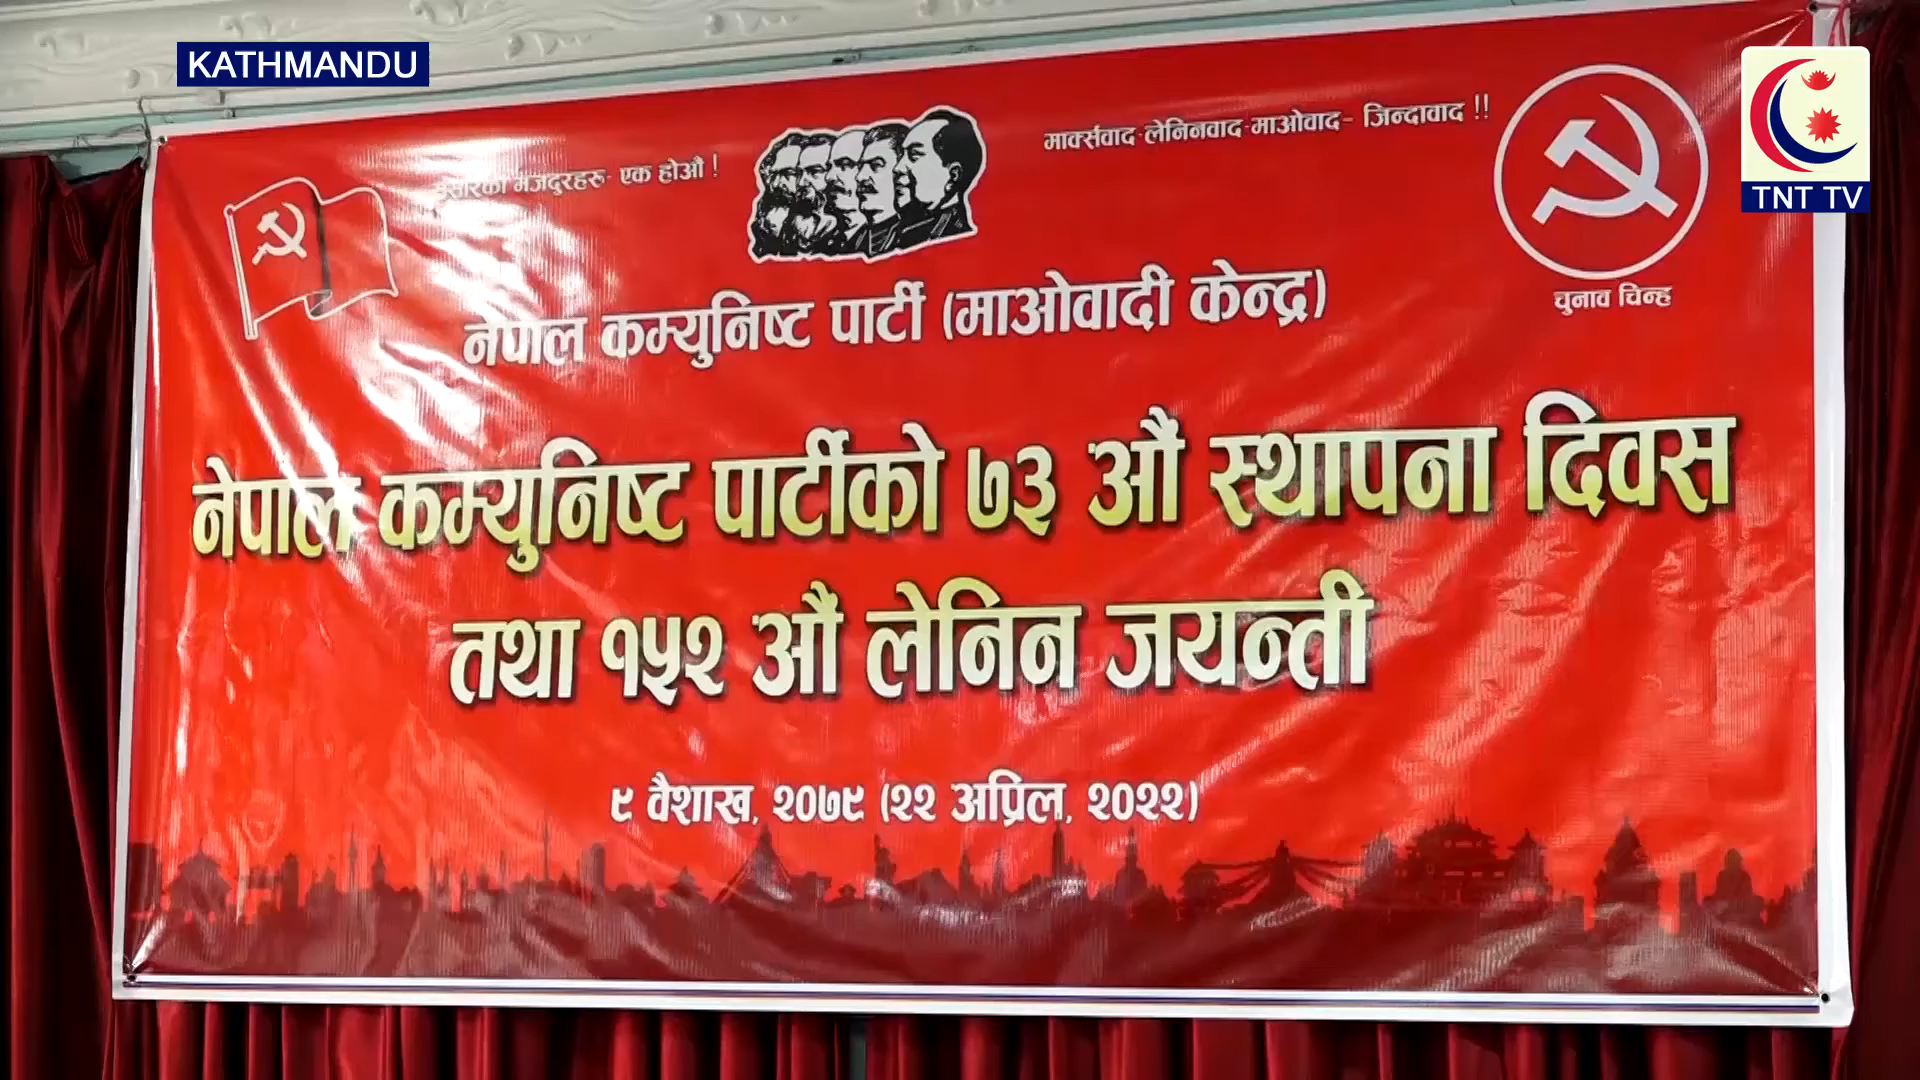 KATHMANDU
TNT TV
मजदुरहरु- एक होऔं !
मार्क्सवाद-लेनिनवाद-माओवाद- जिन्दावाद !!
चुनाव चिन्ह
नेपाल कम्युनिष्ट पार्टी (माओवादी केन्द्र)
नेपाल कम्युनिष्ट पार्टीको ७३ औं स्थापना दिवस
तथा १५२ औं लेनिन जयन्ती
९ वैशाख, २०७९ (२२ अप्रिल, २०२२)